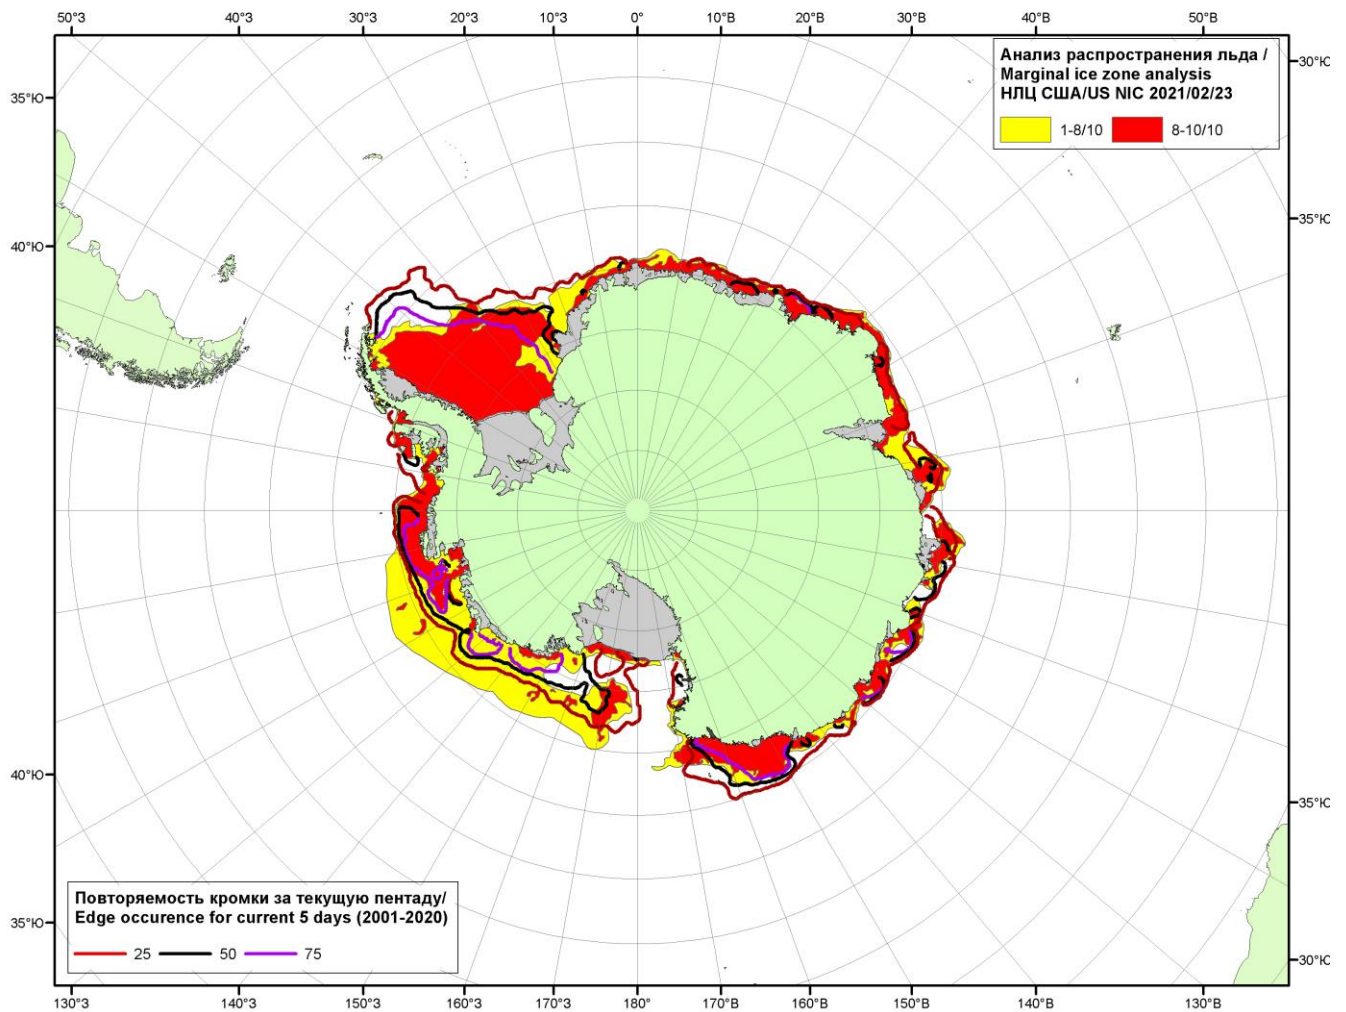 50°З 40°З 30°З 20°З 10°З 0° 10°В 20°В 30°В 40°В 50°В
Анализ распространения льда /
Marginal ice zone analysis
НЛЦ США/US NIC 2021/02/23
1-8/10 8-10/10
30°Ю
35°Ю
35°Ю
40°Ю
40°Ю
35°Ю
35°Ю
30°Ю
Повторяемость кромки за текущую пентаду/
Edge occurence for current 5 days (2001-2020)
25 50 75
130°З 140°З 150°З 160°З 170°З 180° 170°В 160°В 150°В 140°В 130°В